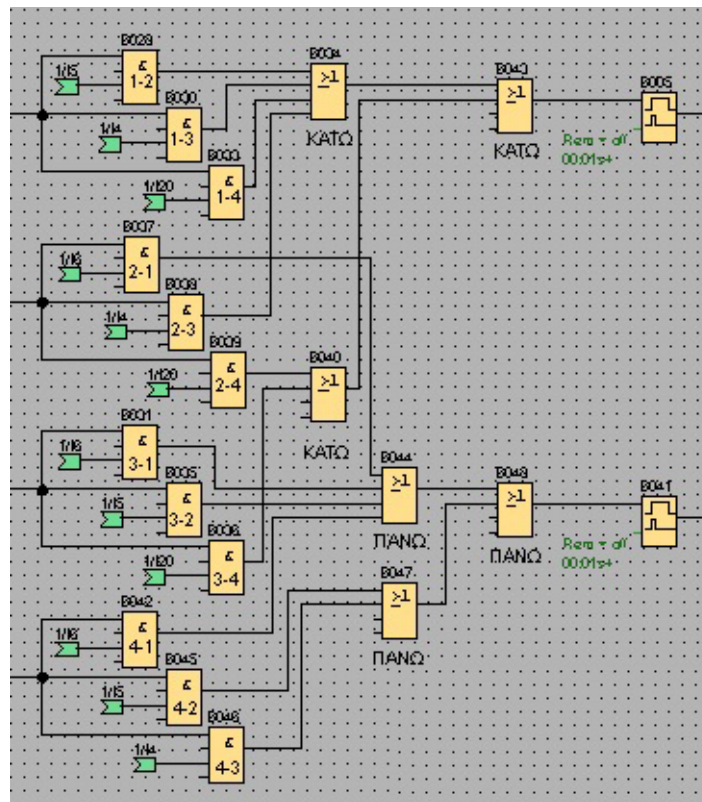 B034
B043
B005
1/I5
&
1-2
≥1
≥1
B030
1/I4
&
1-3
ΚΑΤΩ
ΚΑΤΩ
Rem = off
00:01s+
B033
1/I20
&
1-4
B037
1/I6
&
2-1
B038
1/I4
&
2-3
B039
B040
1/I20
&
2-4
≥1
ΚΑΤΩ
B031
1/I6
&
3-1
B044
B048
B041
B035
1/I5
&
3-2
≥1
≥1
ΠΑΝΩ
ΠΑΝΩ
Rem = off
00:01s+
B036
1/I20
&
3-4
B047
≥1
ΠΑΝΩ
B042
1/I6
&
4-1
B045
1/I5
&
4-2
B046
1/I4
&
4-3